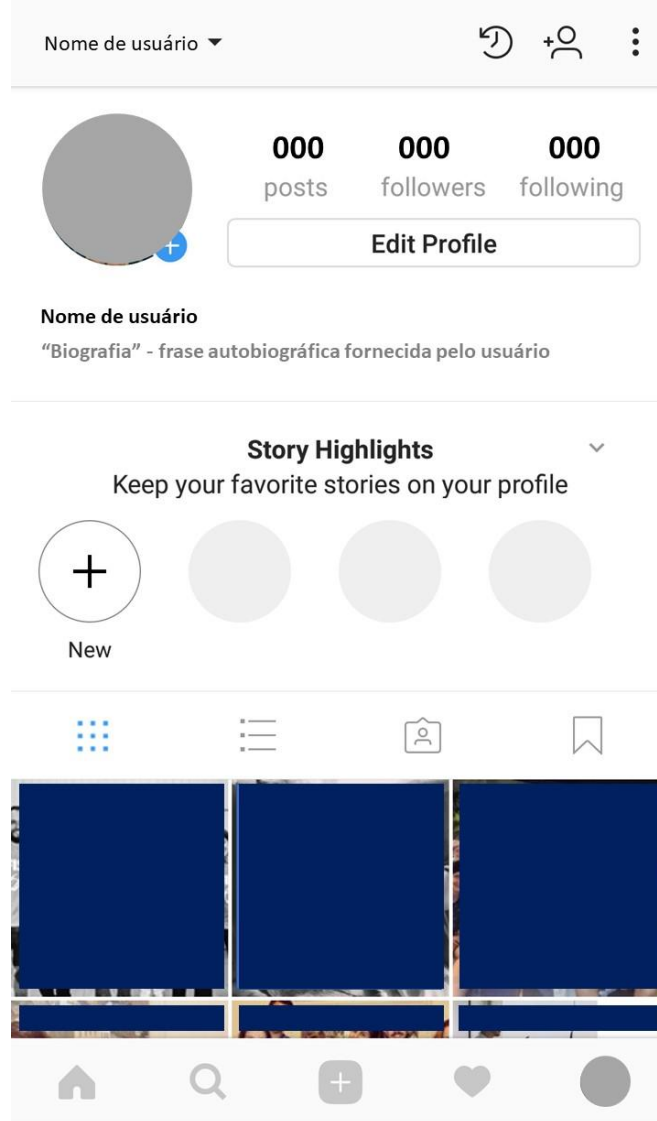 Nome de usuário
000 000 000
posts followers following
Edit Profile
Nome de usuário
“Biografia” - frase autobiográfica fornecida pelo usuário
Story Highlights
Keep your favorite stories on your profile
New